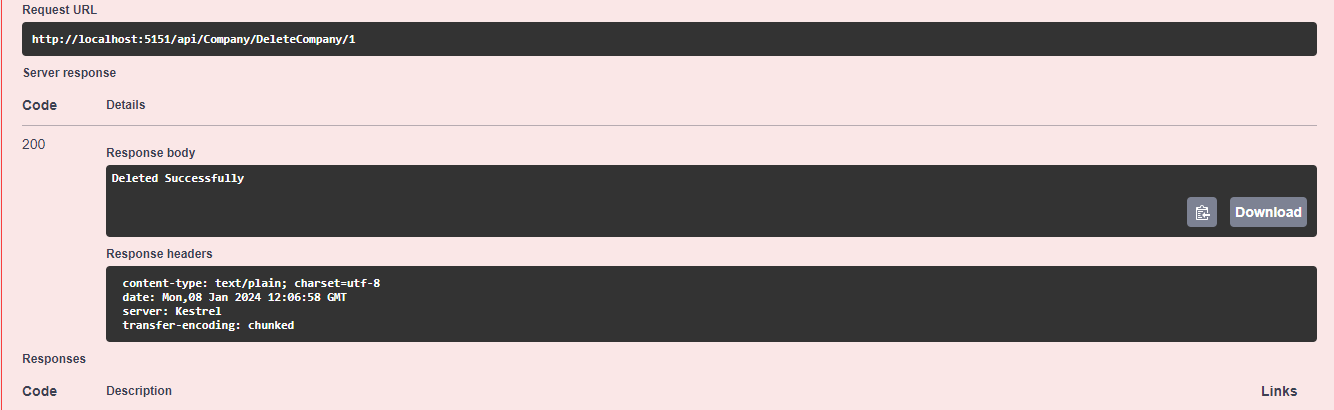 Request URL
http://localhost:5151/api/Company/DeleteCompany/1
Server response
Code Details
200
Response body
Deleted Successfully
Download
Response headers
content-type: text/plain; charset=utf-8
date: Mon,08 Jan 2024 12:06:58 GMT
server: Kestrel
transfer-encoding: chunked
Responses
Code Description Links